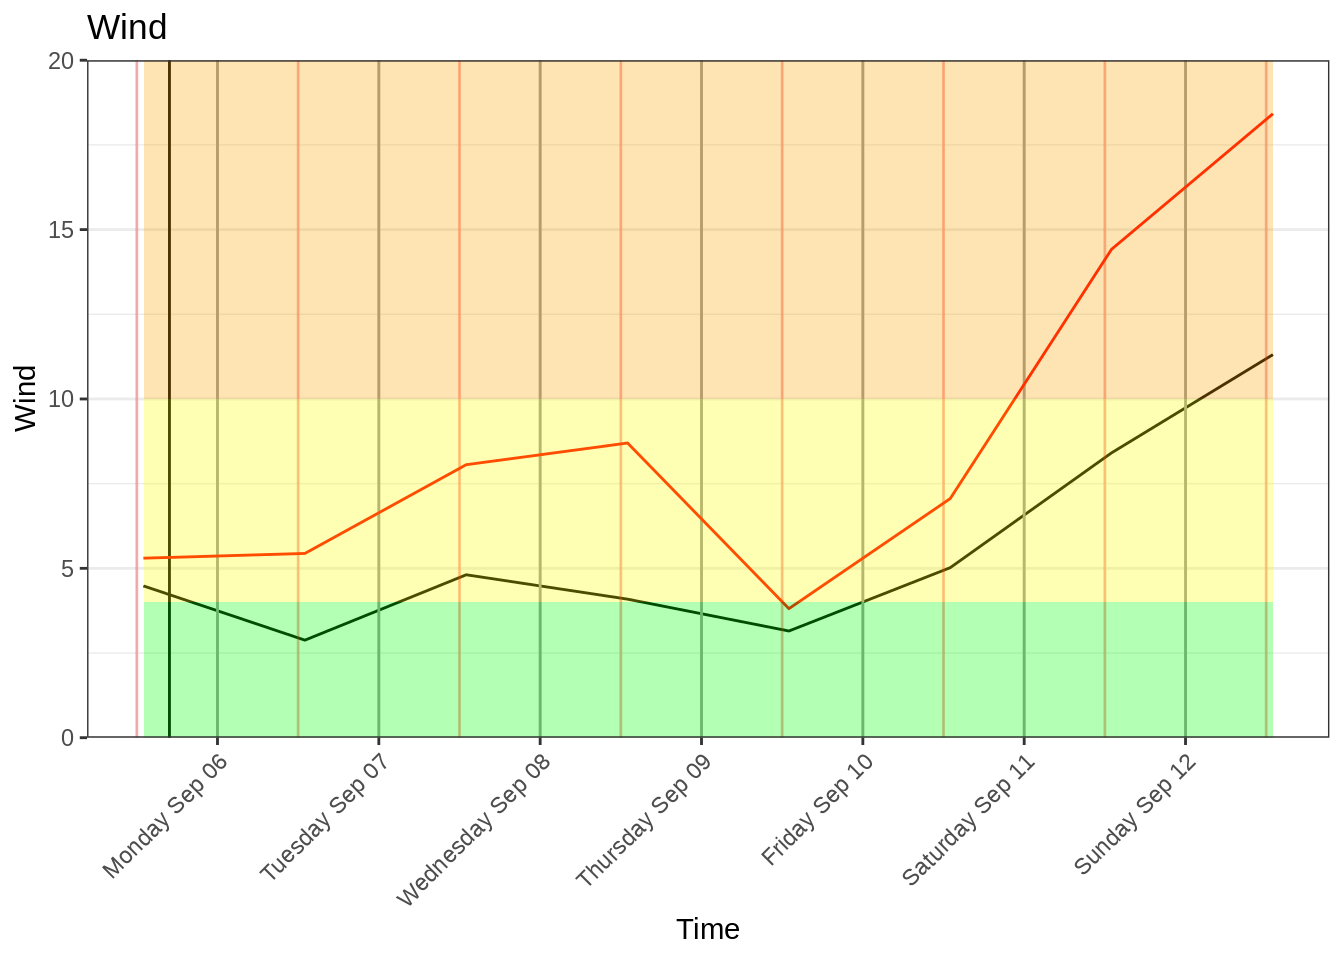 Wind
20
15
10
5
0
Wind
Monday Sep 06
Tuesday Sep 07
Wednesday Sep 08
Thursday Sep 09
Friday Sep 10
Saturday Sep 11
Sunday Sep 12
Time